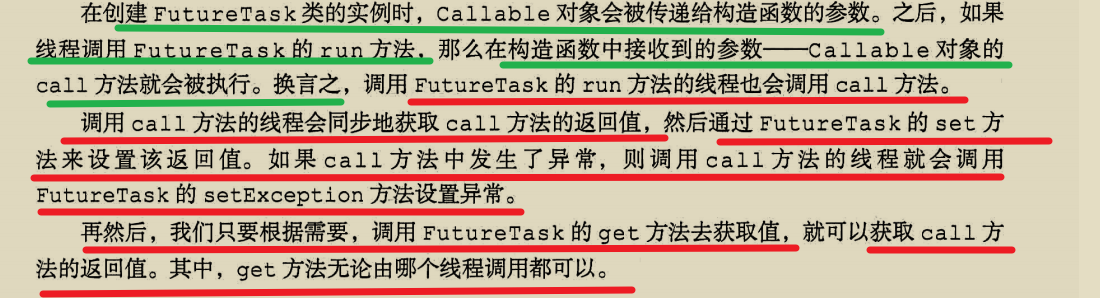 在创建 FutureTask 类的实例时，Callable 对象会被传递给构造函数的参数。之后，如果
线程调用 FutureTask 的 run 方法，那么在构造函数中接收到的参数——Callable 对象的
call 方法就会被执行。换言之，调用 FutureTask 的 run 方法的线程也会调用 call 方法。
调用 call 方法的线程会同步地获取 call 方法的返回值，然后通过 FutureTask 的 set 方
法来设置该返回值。如果 call 方法中发生了异常，则调用 call 方法的线程就会调用
FutureTask 的 setException 方法设置异常。
再然后，我们只要根据需要，调用 FutureTask 的 get 方法去获取值，就可以获取 call 方
法的返回值。其中，get 方法无论由哪个线程调用都可以。